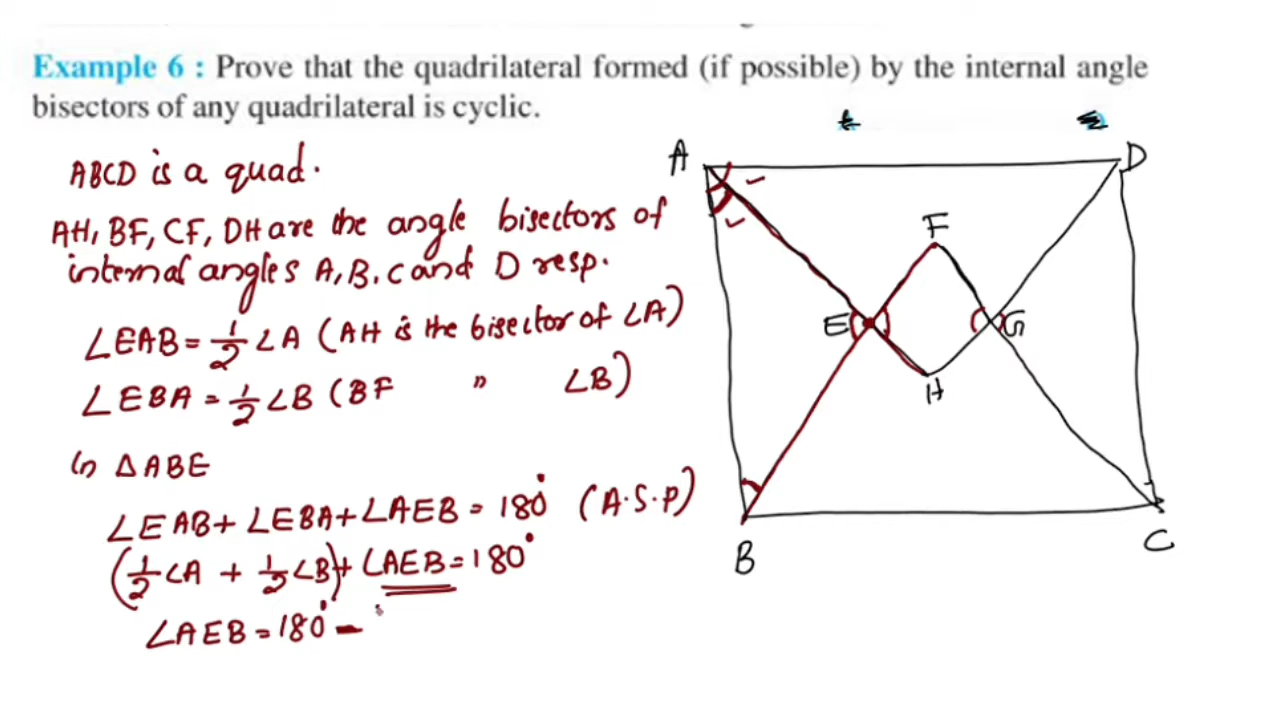 Example 6 : Prove that the quadrilateral formed (if possible) by the internal angle
bisectors of any quadrilateral is cyclic.
ABCD is a quad.
AH, BF, CF, DH are the angle bisectors of
internal angles A, B, C and D resp.
∠EAB = 1/2 ∠A (AH is the bisector of ∠A)
∠EBA = 1/2 ∠B (BF " ∠B)
In △ABE
∠EAB + ∠EBA + ∠AEB = 180° (A.S.P)
(1/2 ∠A + 1/2 ∠B) + ∠AEB = 180°
∠AEB = 180° -
A
D
F
E
G
H
B
C